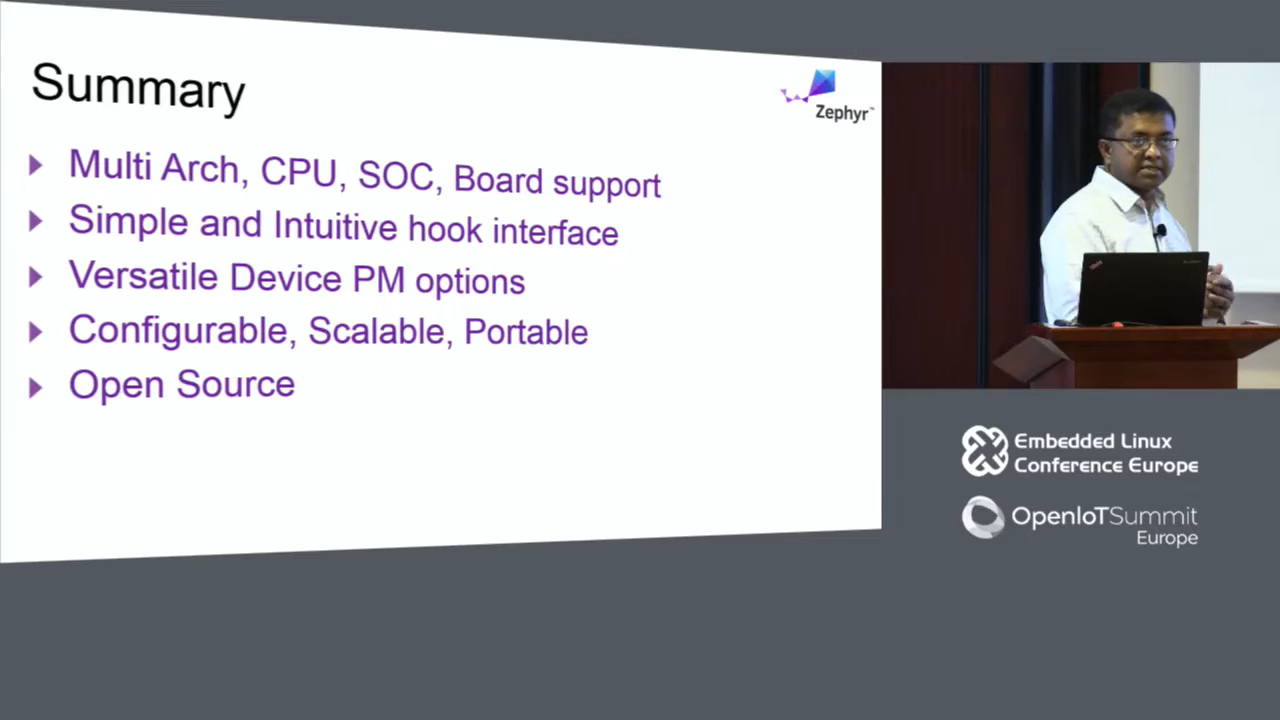 Summary
Zephyr™
Multi Arch, CPU, SOC, Board support
Simple and Intuitive hook interface
Versatile Device PM options
Configurable, Scalable, Portable
Open Source
Embedded Linux
Conference Europe
OpenIoTSummit
Europe